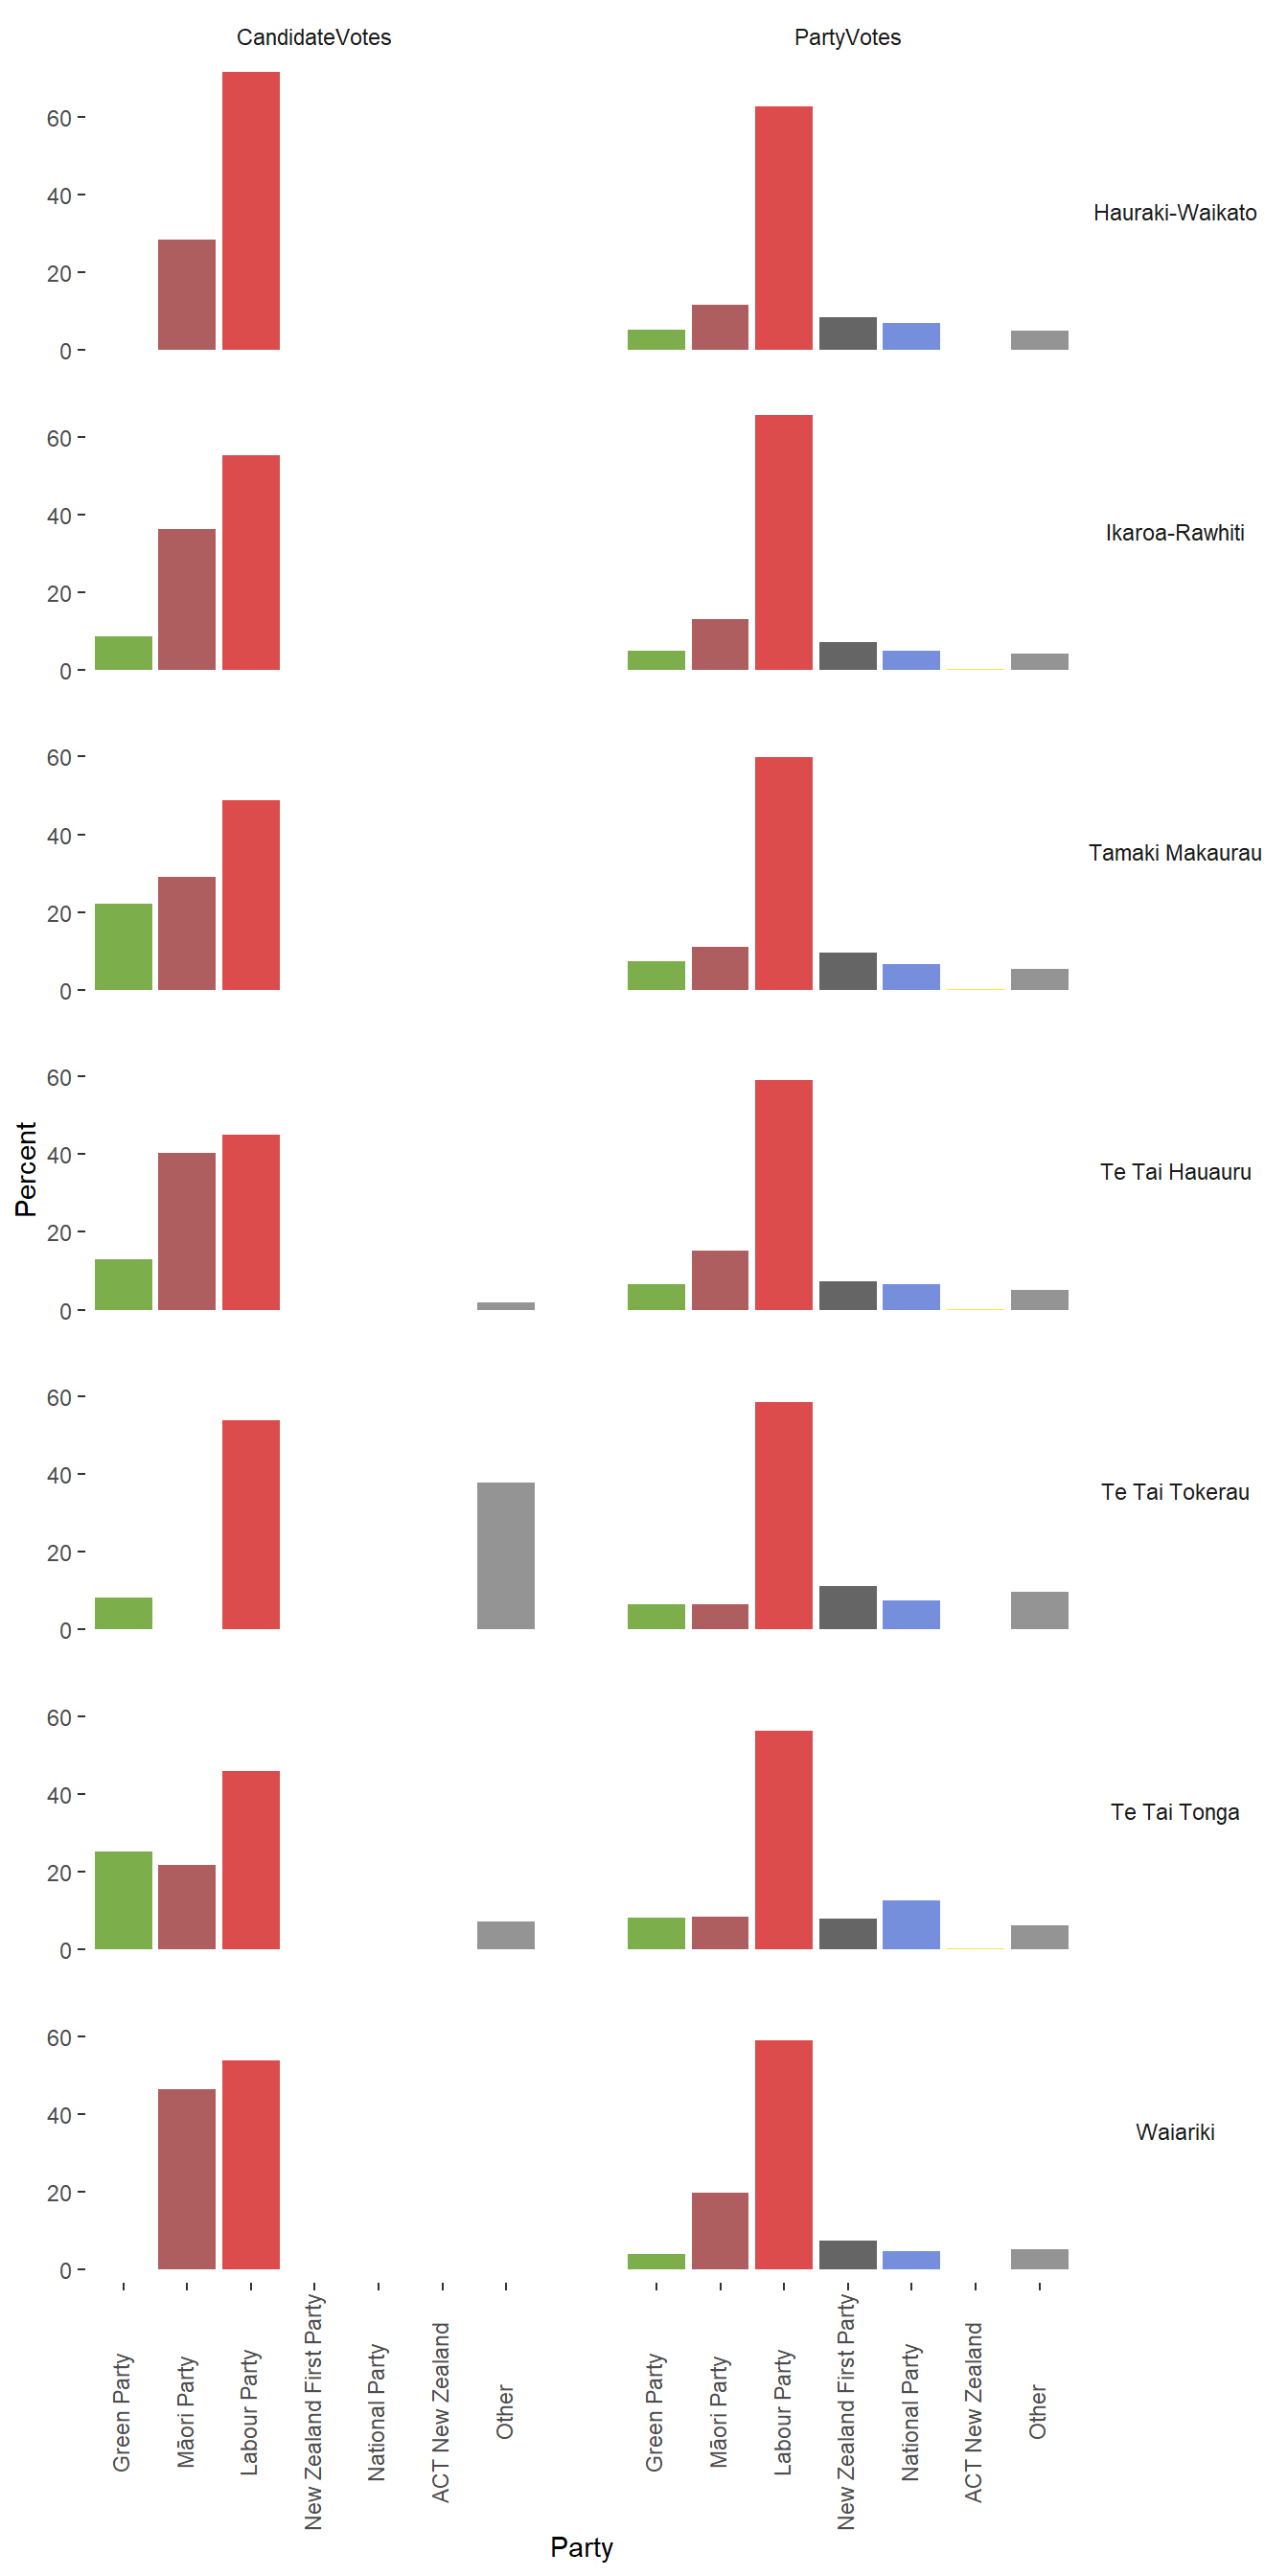 CandidateVotes
PartyVotes
60
40
20
0
Hauraki-Waikato
60
40
20
0
Ikaroa-Rawhiti
60
40
20
0
Tamaki Makaurau
60
40
20
0
Te Tai Hauauru
60
40
20
0
Te Tai Tokerau
60
40
20
0
Te Tai Tonga
60
40
20
0
Waiariki
Percent
Green Party
Māori Party
Labour Party
New Zealand First Party
National Party
ACT New Zealand
Other
Green Party
Māori Party
Labour Party
New Zealand First Party
National Party
ACT New Zealand
Other
Party